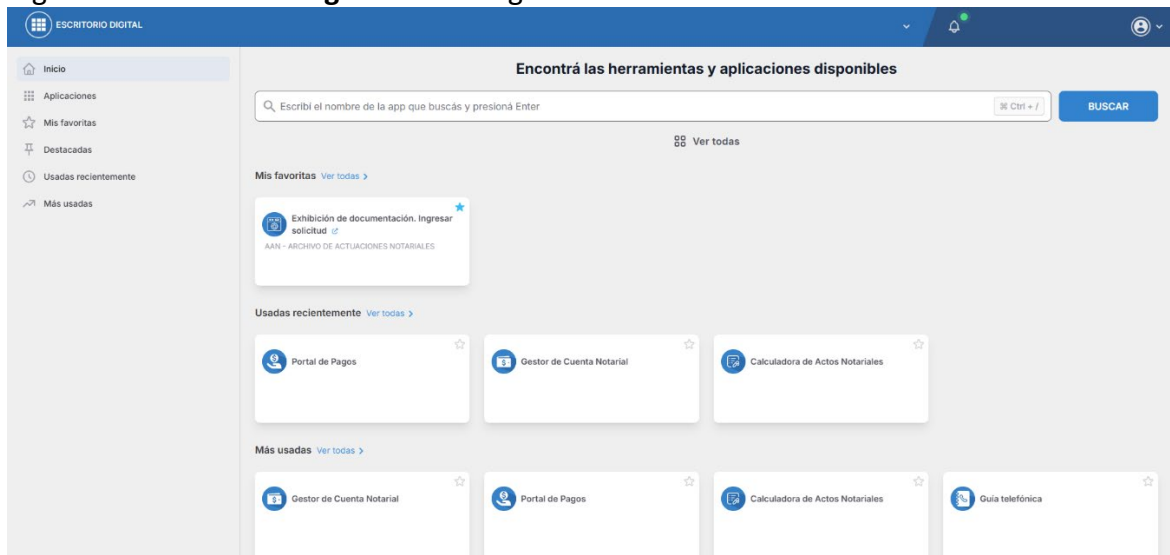 ESCRITORIO DIGITAL
Inicio
Aplicaciones
Mis favoritas
Destacadas
Usadas recientemente
Más usadas
Encontrá las herramientas y aplicaciones disponibles
Escribí el nombre de la app que buscás y presioná Enter
⌘ Ctrl + /
BUSCAR
Ver todas
Mis favoritas Ver todas >
Exhibición de documentación. Ingresar
solicitud
AAN - ARCHIVO DE ACTUACIONES NOTARIALES
Usadas recientemente Ver todas >
Portal de Pagos
Gestor de Cuenta Notarial
Calculadora de Actos Notariales
Más usadas Ver todas >
Gestor de Cuenta Notarial
Portal de Pagos
Calculadora de Actos Notariales
Guía telefónica